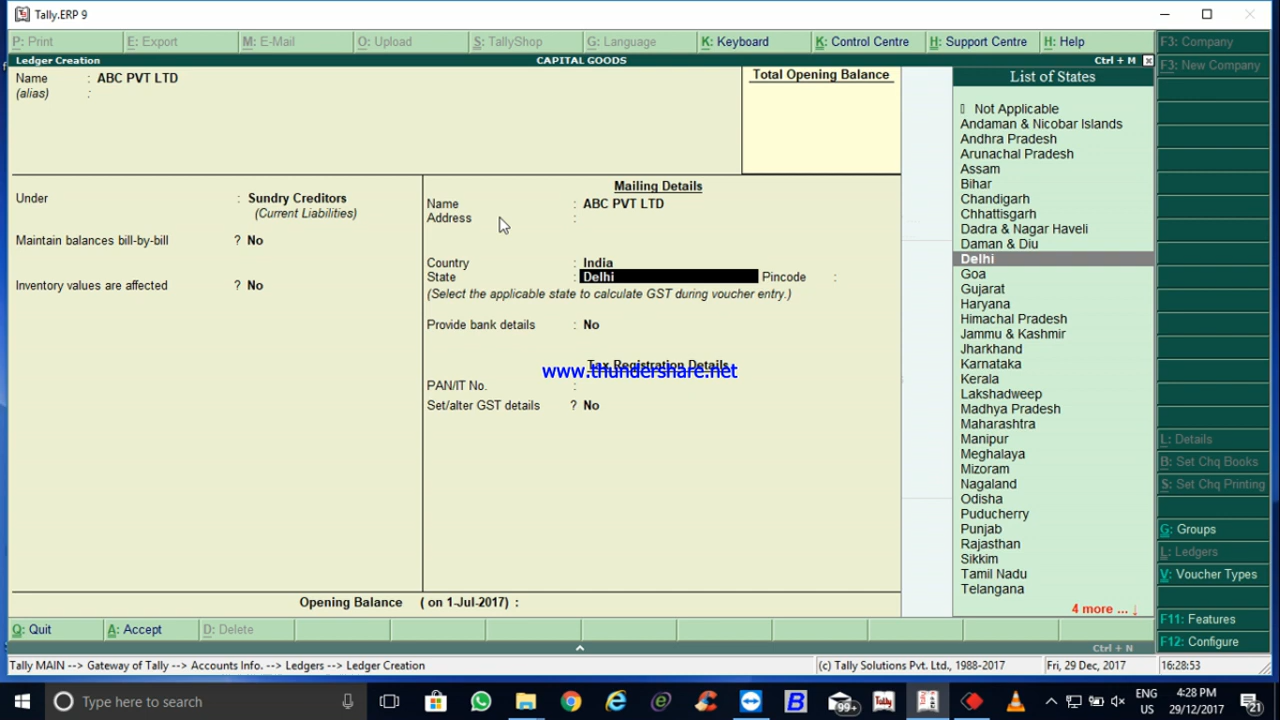 Tally.ERP 9
P: Print E: Export M: E-Mail O: Upload S: TallyShop G: Language K: Keyboard K: Control Centre H: Support Centre H: Help
F3: Company
Ledger Creation CAPITAL GOODS Ctrl + M
F3: New Company
Name : ABC PVT LTD
(alias) :
Total Opening Balance
List of States
Not Applicable
Andaman & Nicobar Islands
Andhra Pradesh
Arunachal Pradesh
Assam
Bihar
Chandigarh
Chhattisgarh
Dadra & Nagar Haveli
Daman & Diu
Delhi
Goa
Gujarat
Haryana
Himachal Pradesh
Jammu & Kashmir
Jharkhand
Karnataka
Kerala
Lakshadweep
Madhya Pradesh
Maharashtra
Manipur
Meghalaya
Mizoram
Nagaland
Odisha
Puducherry
Punjab
Rajasthan
Sikkim
Tamil Nadu
Telangana
4 more ... ↓
Under : Sundry Creditors
(Current Liabilities)
Maintain balances bill-by-bill ? No
Inventory values are affected ? No
Mailing Details
Name : ABC PVT LTD
Address :
Country : India
State : Delhi Pincode :
(Select the applicable state to calculate GST during voucher entry.)
Provide bank details : No
Tax Registration Details
www.thundershare.net
PAN/IT No. :
Set/alter GST details ? No
Opening Balance ( on 1-Jul-2017) :
L: Details
B: Set Chq Books
S: Set Chq Printing
G: Groups
L: Ledgers
V: Voucher Types
F11: Features
F12: Configure
Q: Quit A: Accept D: Delete
Ctrl + N
Tally MAIN --> Gateway of Tally --> Accounts Info. --> Ledgers --> Ledger Creation (c) Tally Solutions Pvt. Ltd., 1988-2017 Fri, 29 Dec, 2017 16:28:53
Type here to search
99+
Tally
ENG
US
4:28 PM
29/12/2017
21